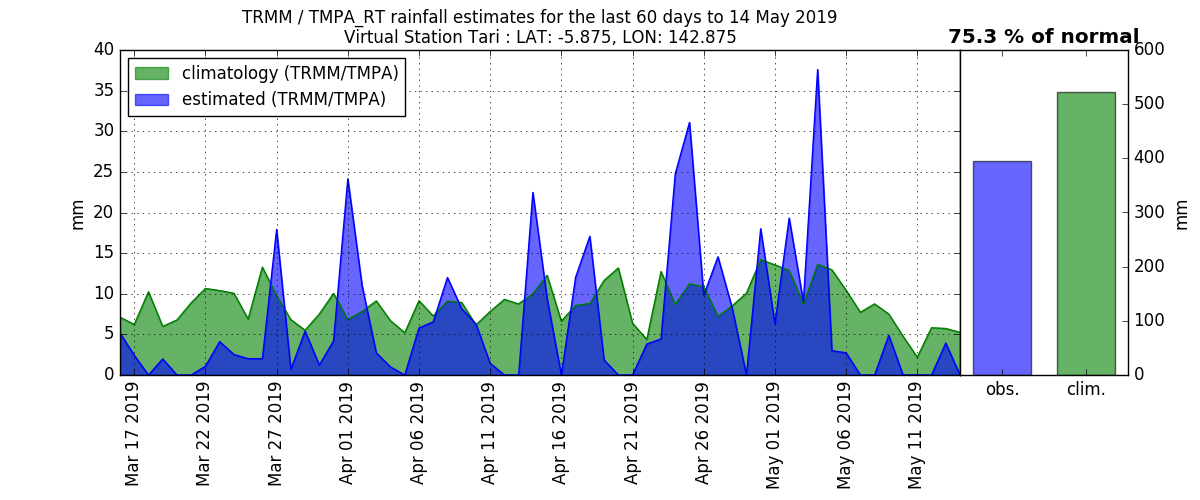 TRMM / TMPA_RT rainfall estimates for the last 60 days to 14 May 2019
Virtual Station Tari : LAT: -5.875, LON: 142.875
75.3 % of normal
climatology (TRMM/TMPA)
estimated (TRMM/TMPA)
mm
40
35
30
25
20
15
10
5
0
Mar 17 2019
Mar 22 2019
Mar 27 2019
Apr 01 2019
Apr 06 2019
Apr 11 2019
Apr 16 2019
Apr 21 2019
Apr 26 2019
May 01 2019
May 06 2019
May 11 2019
obs.
clim.
600
500
400
300
200
100
0
mm